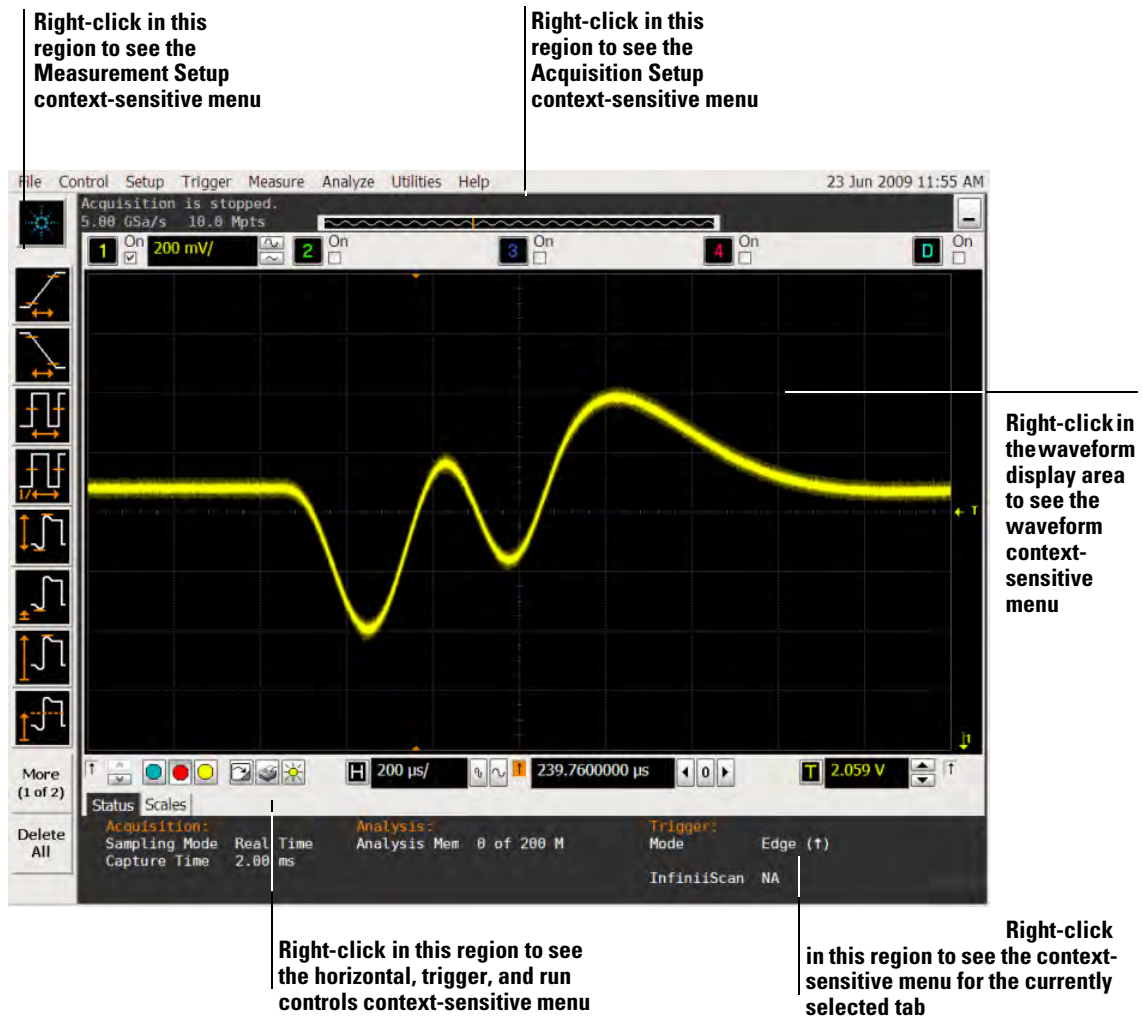 Right-click in this
region to see the
Measurement Setup
context-sensitive menu
Right-click in this
region to see the
Acquisition Setup
context-sensitive menu
File Control Setup Trigger Measure Analyze Utilities Help 23 Jun 2009 11:55 AM
Acquisition is stopped.
5.00 GSa/s 10.0 Mpts
1 On 200 mV/ 2 On 3 On 4 On D On
1/
T
Right-click in
the waveform
display area
to see the
waveform
context-
sensitive
menu
1
More
(1 of 2)
Delete
All
H 200 µs/ 239.7600000 µs 0 T 2.059 V
Status Scales
Acquisition: Analysis: Trigger:
Sampling Mode Real Time Analysis Mem 0 of 200 M Mode Edge (↑)
Capture Time 2.00 ms
InfiniiScan NA
Right-click in this region to see
the horizontal, trigger, and run
controls context-sensitive menu
Right-click
in this region to see the context-
sensitive menu for the currently
selected tab